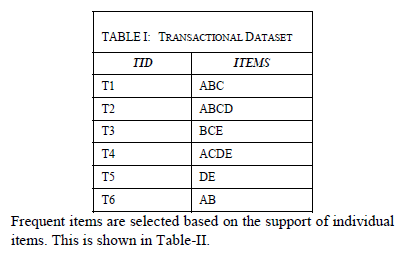 TABLE I: TRANSACTIONAL DATASET
TID ITEMS
T1 ABC
T2 ABCD
T3 BCE
T4 ACDE
T5 DE
T6 AB
Frequent items are selected based on the support of individual
items. This is shown in Table-II.